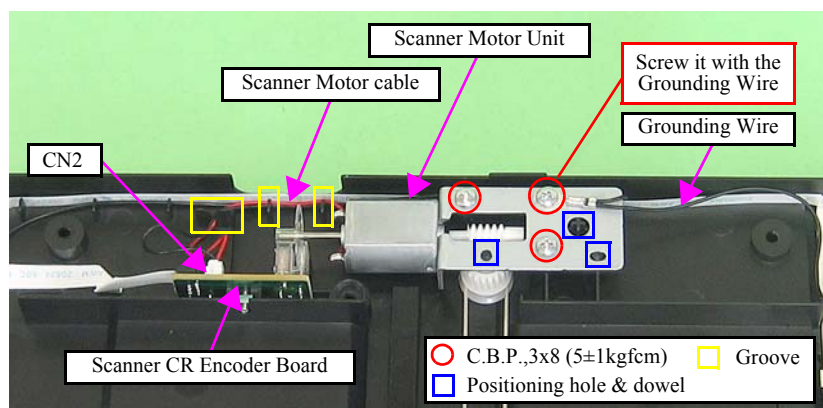 Scanner Motor Unit
Screw it with the
Grounding Wire
Scanner Motor cable
Grounding Wire
CN2
Scanner CR Encoder Board
C.B.P.,3x8 (5±1kgfcm)
Groove
Positioning hole & dowel